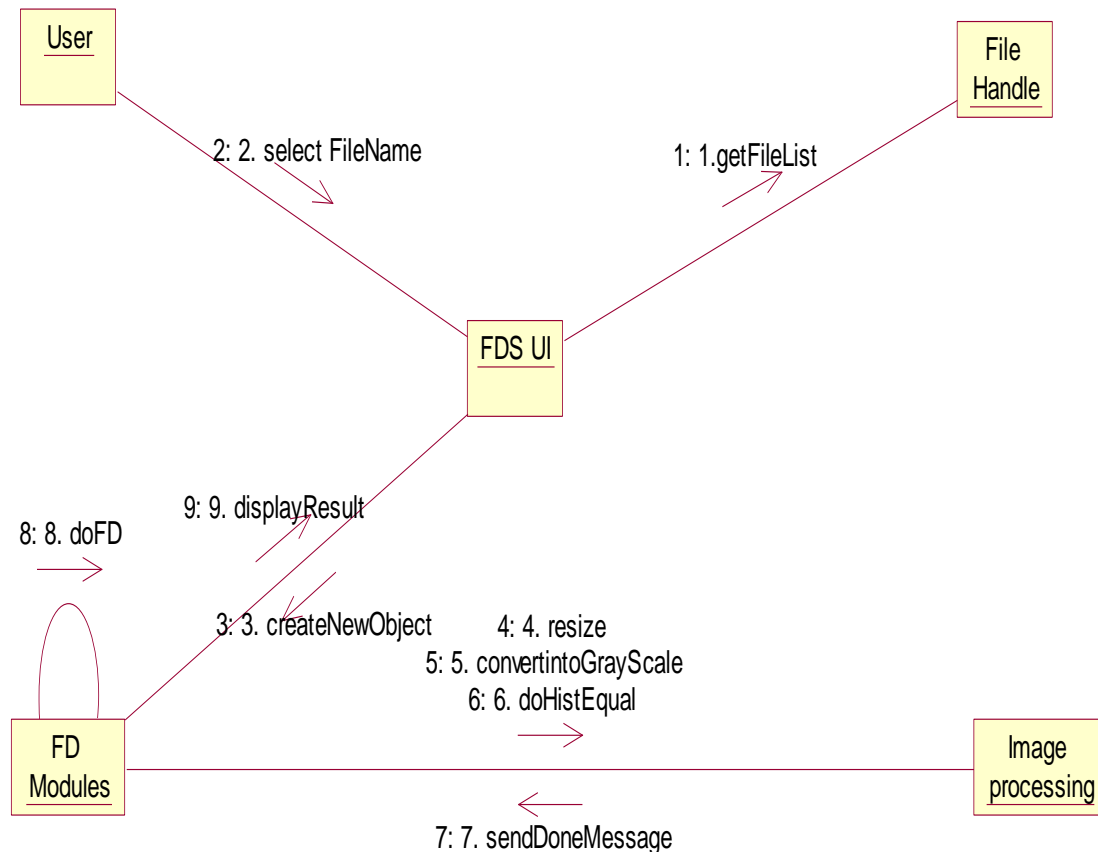 User
File
Handle
2: 2. select FileName
1: 1.getFileList
FDS UI
9: 9. displayResult
8: 8. doFD
3: 3. createNewObject
4: 4. resize
5: 5. convertintoGrayScale
6: 6. doHistEqual
FD
Modules
Image
processing
7: 7. sendDoneMessage